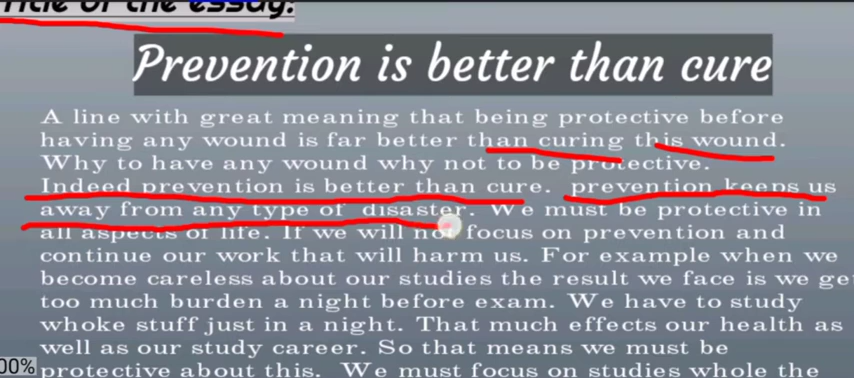 Title of the essay:
Prevention is better than cure
A line with great meaning that being protective before
having any wound is far better than curing this wound.
Why to have any wound why not to be protective.
Indeed prevention is better than cure. prevention keeps us
away from any type of disaster. We must be protective in
all aspects of life. If we will not focus on prevention and
continue our work that will harm us. For example when we
become careless about our studies the result we face is we get
too much burden a night before exam. We have to study
whoke stuff just in a night. That much effects our health as
well as our study career. So that means we must be
00% protective about this. We must focus on studies whole the